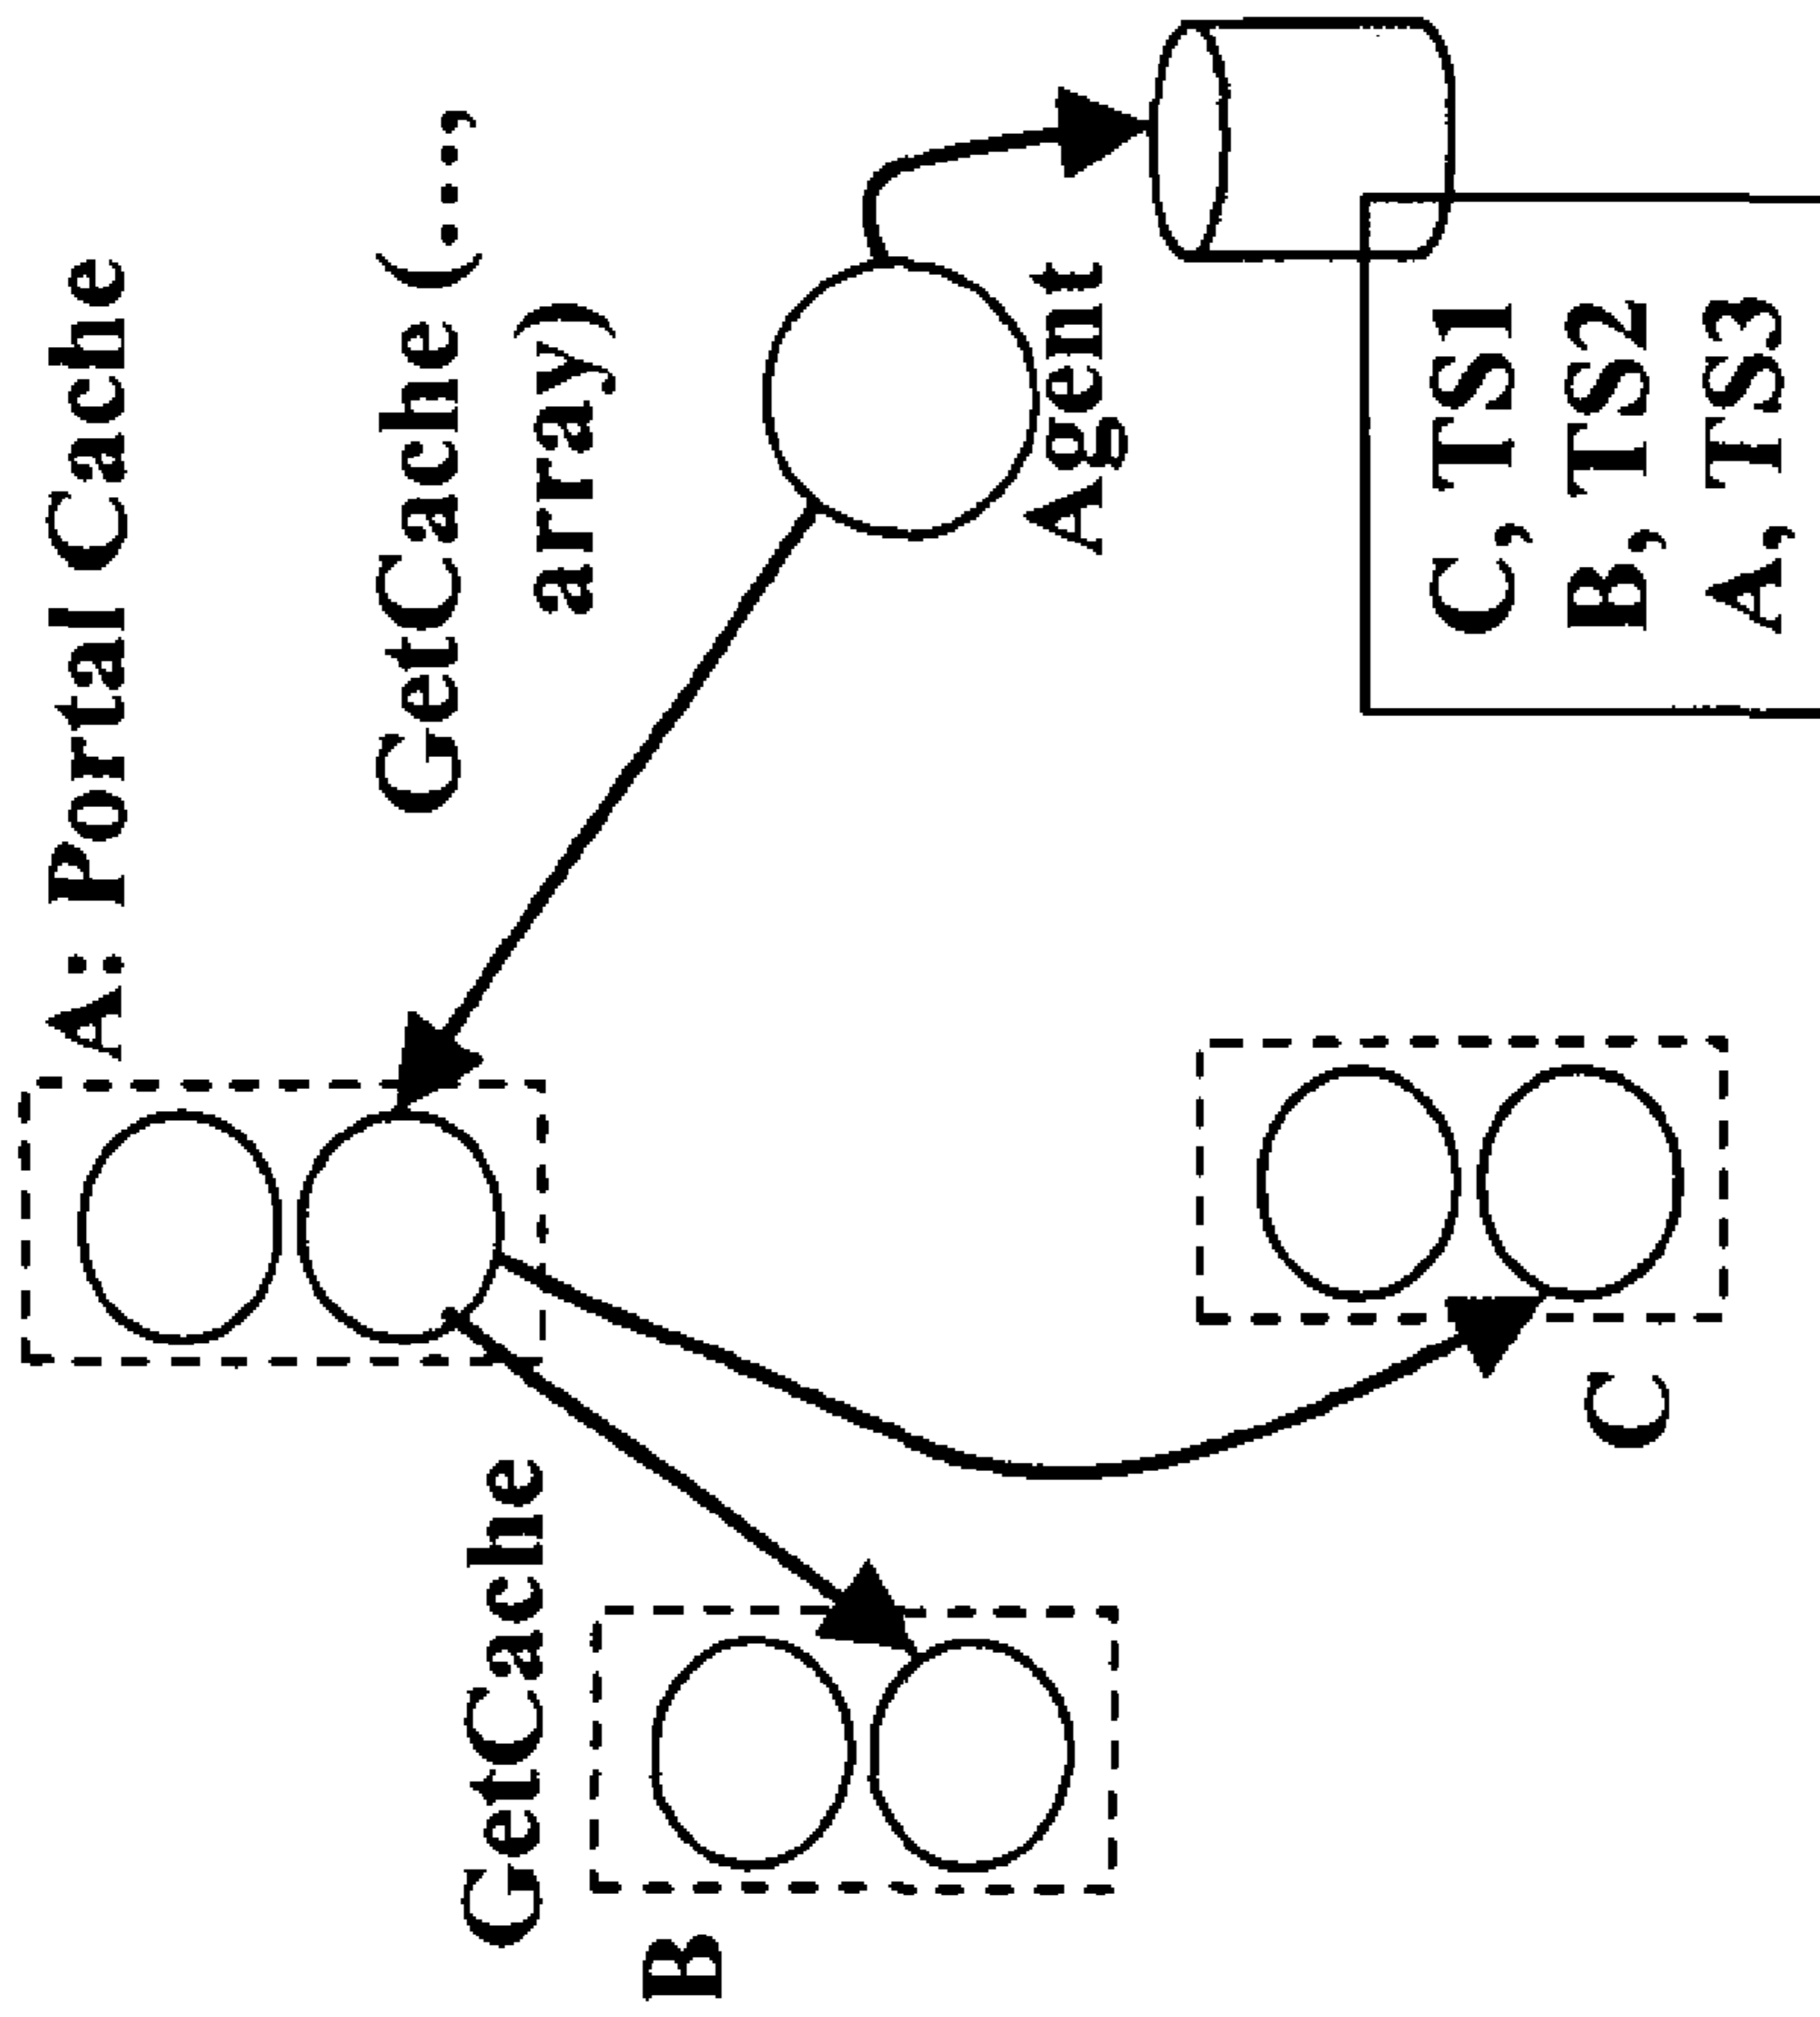 A: Portal Cache
GetCache (...,
array)
GetCache
B
Agent
C
C, TS1
B, TS2
A, TS3